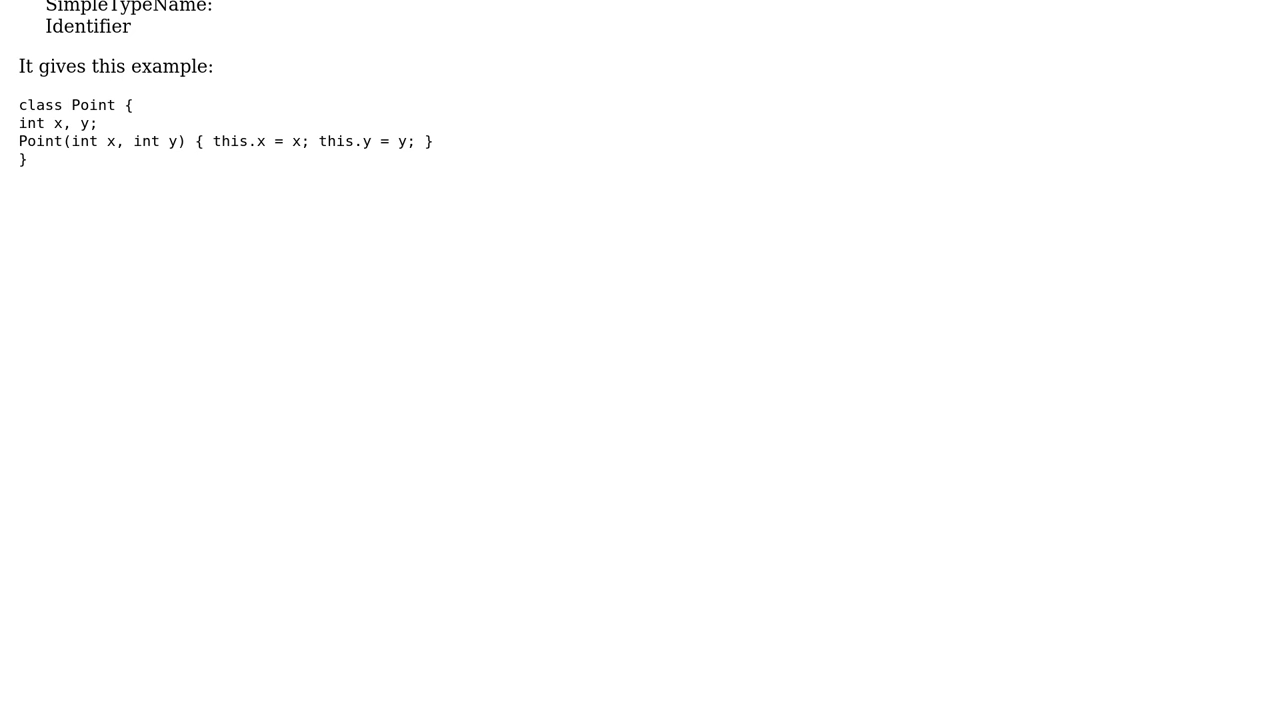 SimpleTypeName:
Identifier
It gives this example:
class Point {
int x, y;
Point(int x, int y) { this.x = x; this.y = y; }
}